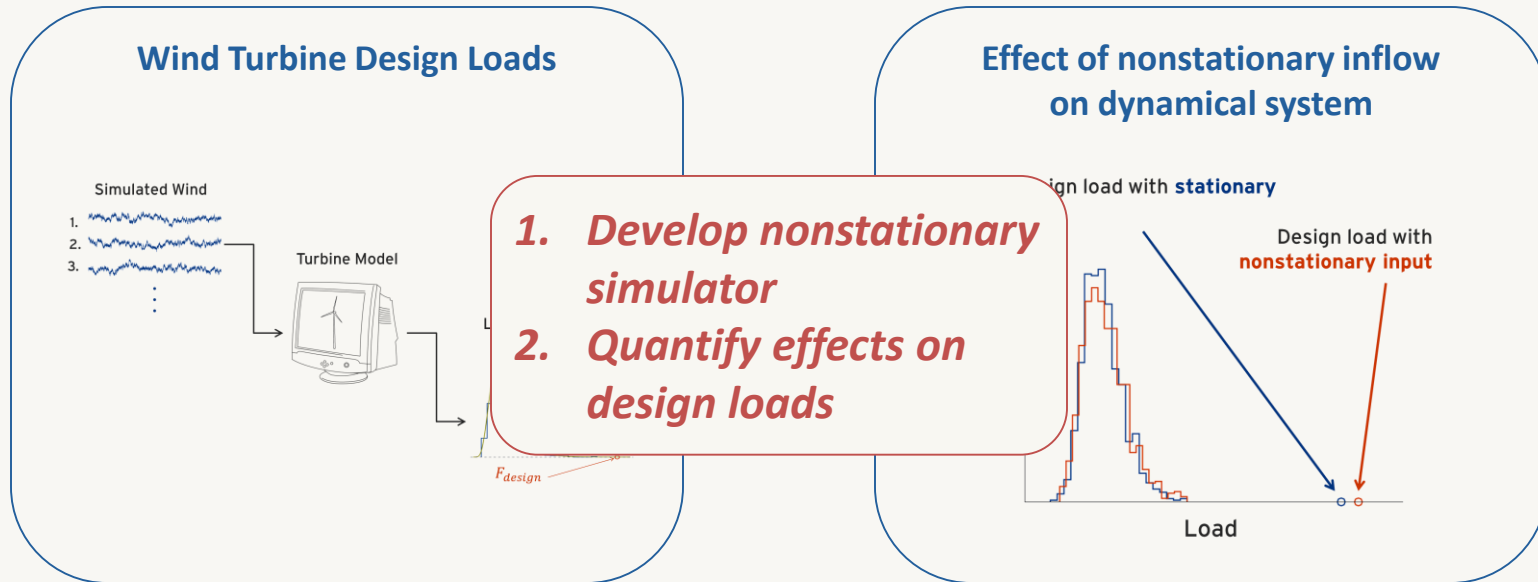 Wind Turbine Design Loads
Simulated Wind
1.
2.
3.
Turbine Model
L
F_design
1. Develop nonstationary
simulator
2. Quantify effects on
design loads
Effect of nonstationary inflow
on dynamical system
ign load with stationary
Design load with
nonstationary input
Load